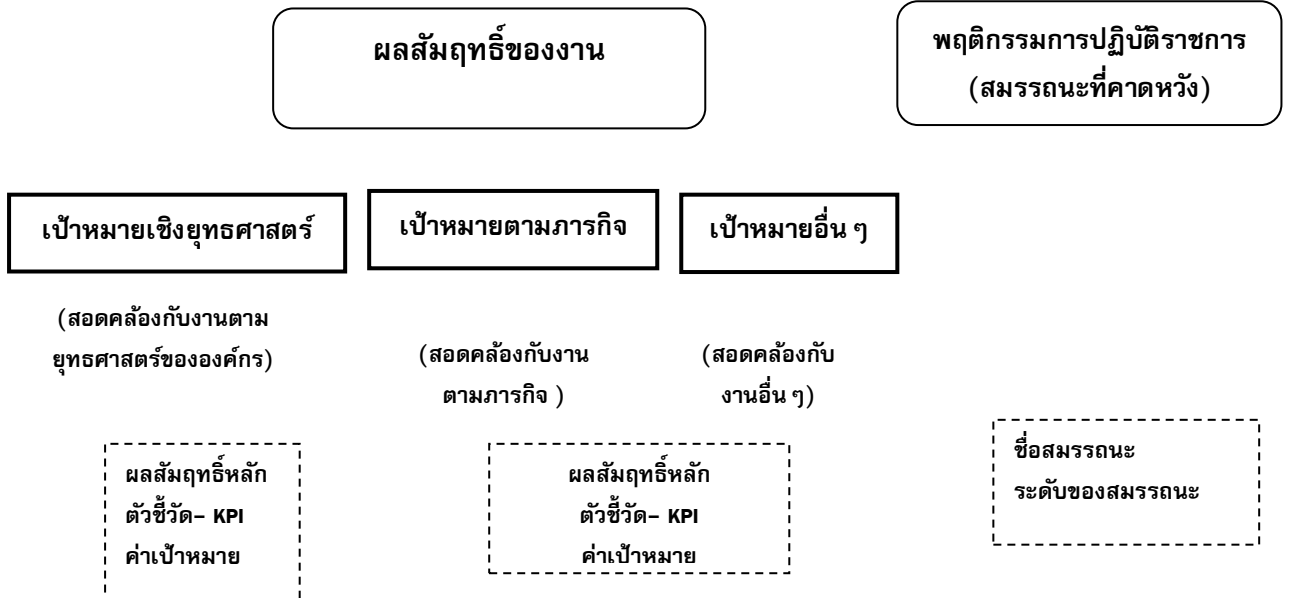 ผลสัมฤทธิ์ของงาน
พฤติกรรมการปฏิบัติราชการ
(สมรรถนะที่คาดหวัง)
เป้าหมายเชิงยุทธศาสตร์
เป้าหมายตามภารกิจ
เป้าหมายอื่น ๆ
(สอดคล้องกับงานตาม
ยุทธศาสตร์ขององค์กร)
(สอดคล้องกับงาน
ตามภารกิจ )
(สอดคล้องกับ
งานอื่น ๆ)
ผลสัมฤทธิ์หลัก
ตัวชี้วัด– KPI
ค่าเป้าหมาย
ผลสัมฤทธิ์หลัก
ตัวชี้วัด– KPI
ค่าเป้าหมาย
ชื่อสมรรถนะ
ระดับของสมรรถนะ